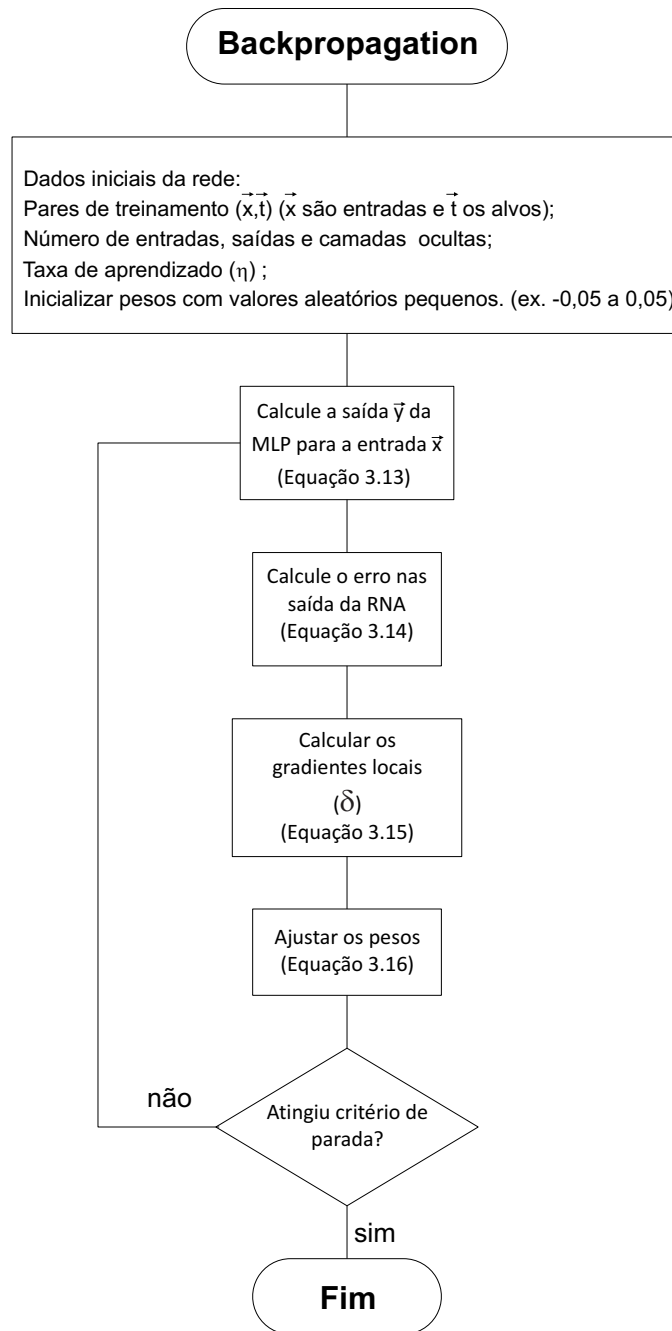 Backpropagation
Dados iniciais da rede:
Pares de treinamento (x⃗,t⃗) (x⃗ são entradas e t⃗ os alvos);
Número de entradas, saídas e camadas ocultas;
Taxa de aprendizado (η) ;
Inicializar pesos com valores aleatórios pequenos. (ex. -0,05 a 0,05)
Calcule a saída y⃗ da
MLP para a entrada x⃗
(Equação 3.13)
Calcule o erro nas
saída da RNA
(Equação 3.14)
Calcular os
gradientes locais
(δ)
(Equação 3.15)
Ajustar os pesos
(Equação 3.16)
não
Atingiu critério de
parada?
sim
Fim